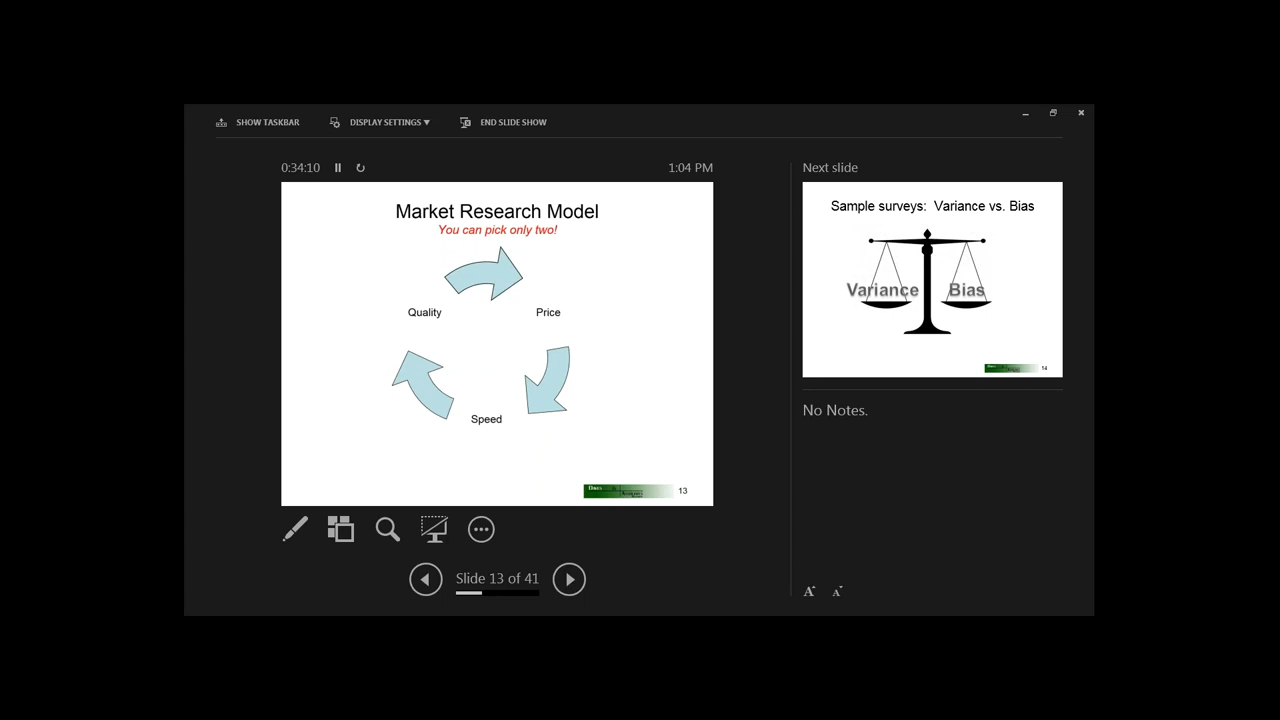 SHOW TASKBAR DISPLAY SETTINGS ▼ END SLIDE SHOW
0:34:10 1:04 PM
Market Research Model
You can pick only two!
Quality Price
Speed
13
Slide 13 of 41
Next slide
Sample surveys: Variance vs. Bias
Variance Bias
14
No Notes.
A A